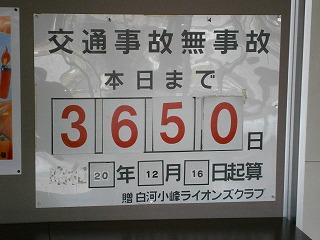 交通事故無事故
本日まで
3650日
20年12月16日起算
贈 白河小峰ライオンズクラブ